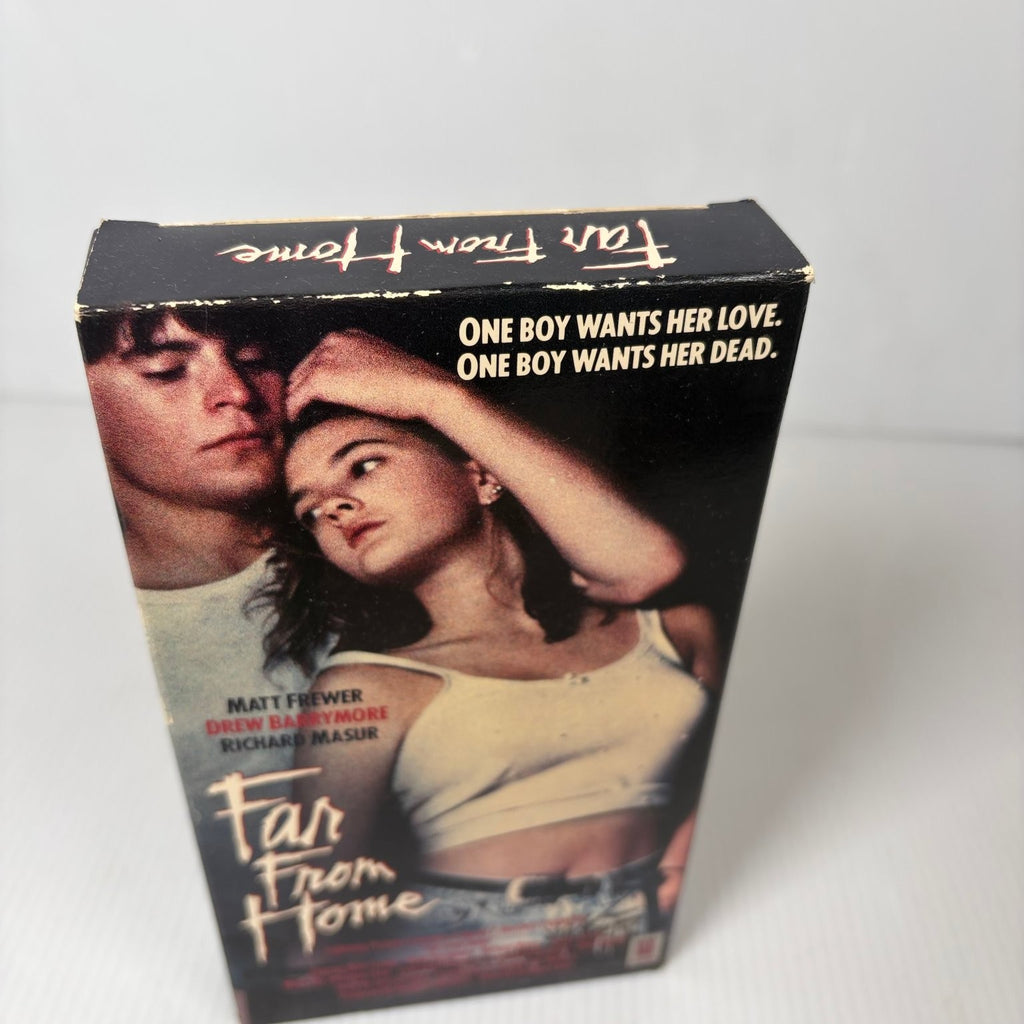 Far From Home
ONE BOY WANTS HER LOVE.
ONE BOY WANTS HER DEAD.
MATT FREWER
DREW BARRYMORE
RICHARD MASUR
Far
From
Home